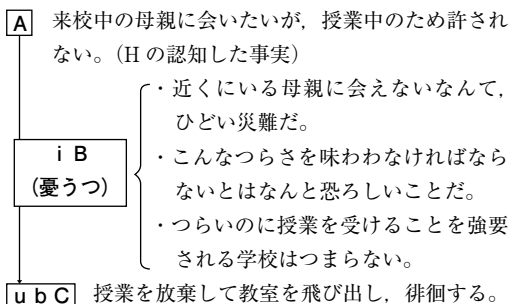 A 来校中の母親に会いたいが，授業中のため許され
ない。（H の認知した事実）
・近くにいる母親に会えないなんて，
ひどい災難だ。
i B
（憂うつ）
・こんなつらさを味わわなければなら
ないとはなんと恐ろしいことだ。
・つらいのに授業を受けることを強要
される学校はつまらない。
u b C 授業を放棄して教室を飛び出し，徘徊する。